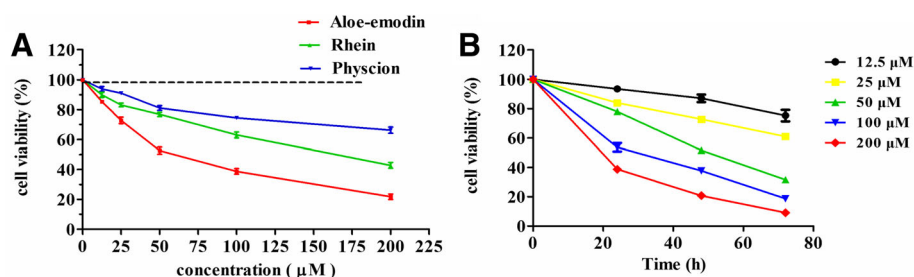 A
Aloe-emodin
Rhein
Physcion
cell viability (%)
120
100
80
60
40
20
0
0 25 50 75 100 125 150 175 200 225
concentration ( μM )
B
cell viability (%)
120
100
80
60
40
20
0
0 20 40 60 80
Time (h)
12.5 μM
25 μM
50 μM
100 μM
200 μM